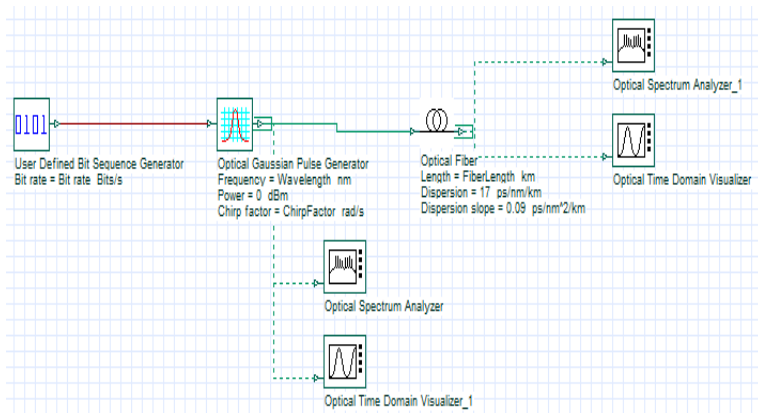 Optical Spectrum Analyzer_1
0101
User Defined Bit Sequence Generator
Bit rate = Bit rate Bits/s
Optical Gaussian Pulse Generator
Frequency = Wavelength nm
Power = 0 dBm
Chirp factor = ChirpFactor rad/s
Optical Fiber
Length = FiberLength km
Dispersion = 17 ps/nm/km
Dispersion slope = 0.09 ps/nm^2/km
Optical Time Domain Visualizer
Optical Spectrum Analyzer
Optical Time Domain Visualizer_1